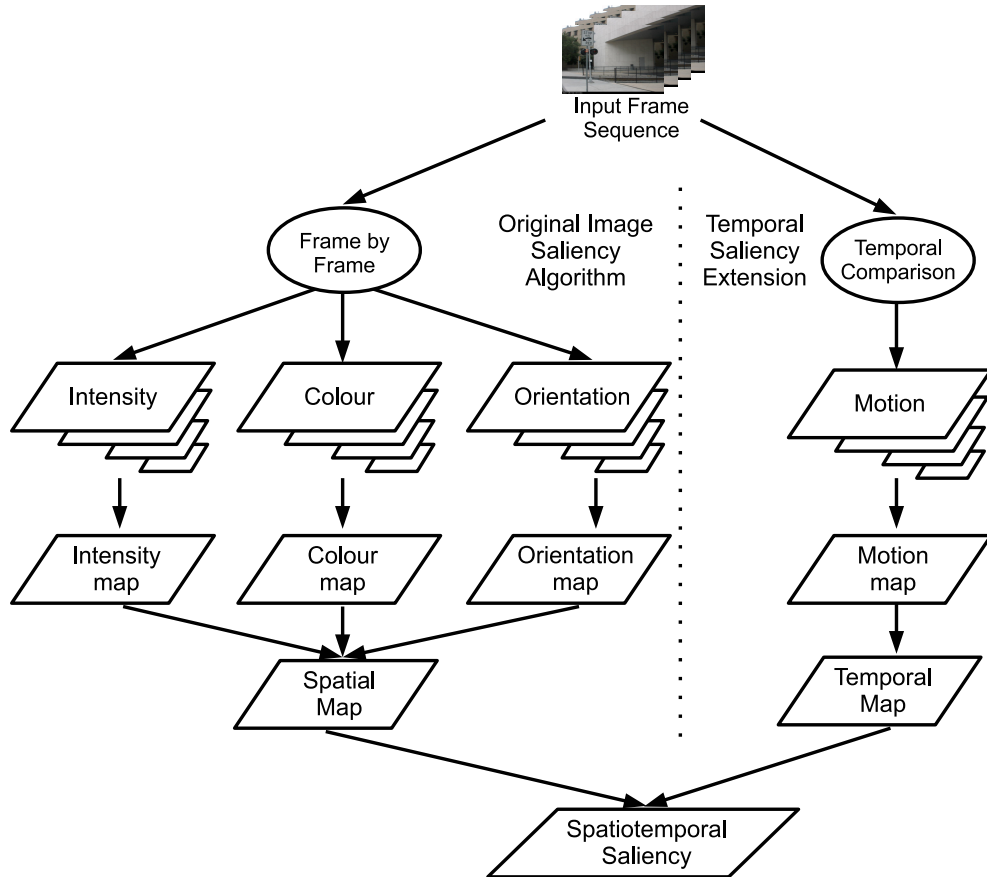 Input Frame
Sequence
Frame by
Frame
Original Image
Saliency
Algorithm
Temporal
Saliency
Extension
Temporal
Comparison
Intensity
Colour
Orientation
Motion
Intensity
map
Colour
map
Orientation
map
Motion
map
Spatial
Map
Temporal
Map
Spatiotemporal
Saliency